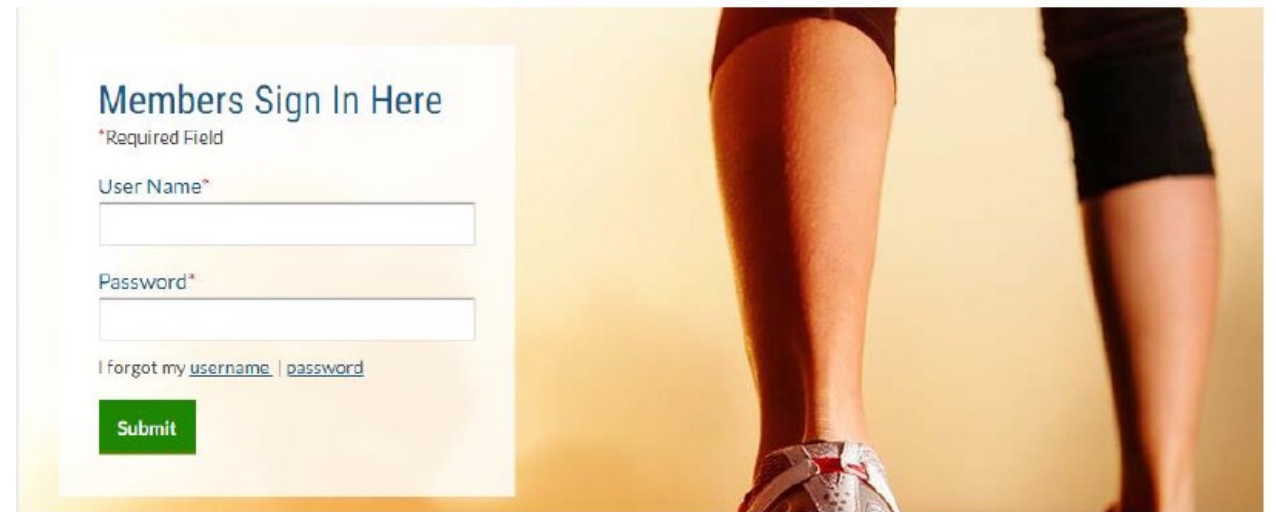 Members Sign In Here
*Required Field
User Name*
Password*
I forgot my username | password
Submit